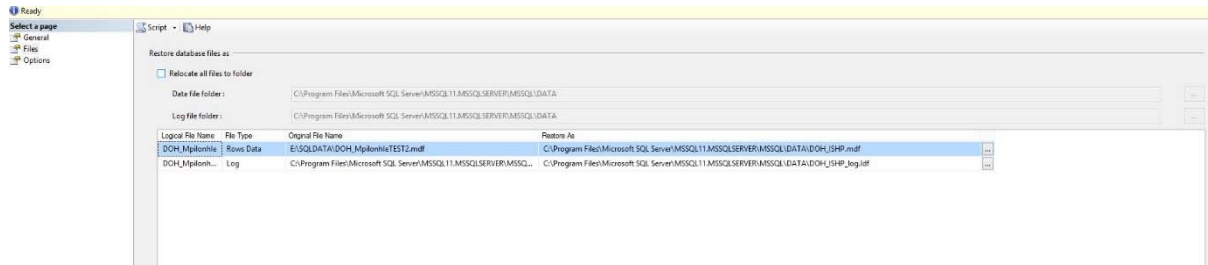 Ready
Select a page
General
Files
Options
Script Help
Restore database files as
Relocate all files to folder
Data file folder : C:\Program Files\Microsoft SQL Server\MSSQL11.MSSQLSERVER\MSSQL\DATA ...
Log file folder : C:\Program Files\Microsoft SQL Server\MSSQL11.MSSQLSERVER\MSSQL\DATA ...
Logical File Name File Type Original File Name Restore As
DOH_Mpilonhle Rows Data E:\SQLDATA\DOH_MpilonhleTEST2.mdf C:\Program Files\Microsoft SQL Server\MSSQL11.MSSQLSERVER\MSSQL\DATA\DOH_ISHP.mdf ...
DOH_Mpilonh... Log C:\Program Files\Microsoft SQL Server\MSSQL11.MSSQLSERVER\MSSQ... C:\Program Files\Microsoft SQL Server\MSSQL11.MSSQLSERVER\MSSQL\DATA\DOH_ISHP_log.ldf ...